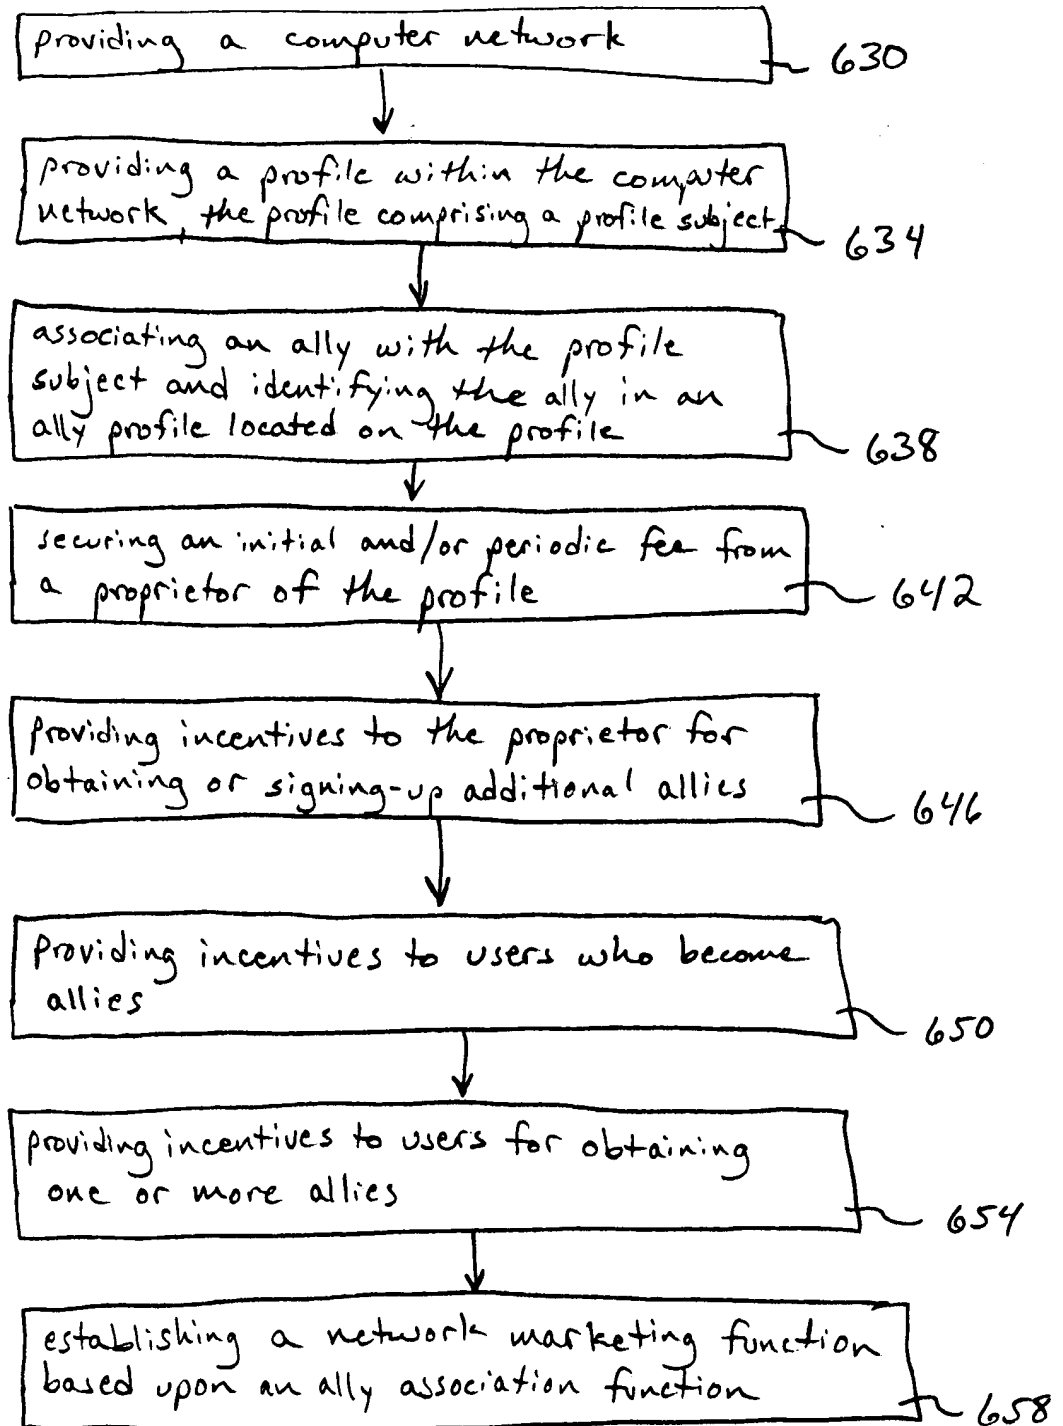 providing a computer network
630
providing a profile within the computer
network, the profile comprising a profile subject
634
associating an ally with the profile
subject and identifying the ally in an
ally profile located on the profile
638
securing an initial and/or periodic fee from
a proprietor of the profile
642
providing incentives to the proprietor for
obtaining or signing-up additional allies
646
providing incentives to users who become
allies
650
providing incentives to users for obtaining
one or more allies
654
establishing a network marketing function
based upon an ally association function
658